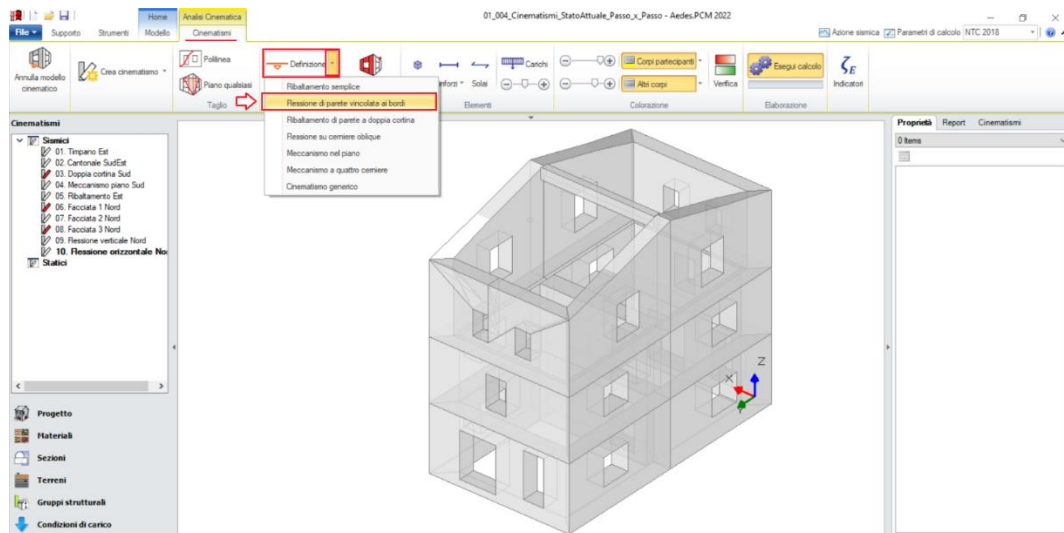 01_004_Cinematismi_StatoAttuale_Passo_x_Passo - Aedes.PCM 2022
Home
Analisi Cinematica
File
Supporto
Strumenti
Modello
Cinematismi
Azione sismica
Parametri di calcolo
NTC 2018
Annulla modello
cinematico
Crea cinematismo
Polilinea
Piano qualsiasi
Taglio
Definizione
Solai
Carichi
Elementi
Corpi partecipanti
Altri corpi
Colorazione
Verifica
Esegui calcolo
Elaborazione
ζE
Indicatori
Ribaltamento semplice
Flessione di parete vincolata ai bordi
Ribaltamento di parete a doppia cortina
Flessione su cerniere oblique
Meccanismo nel piano
Meccanismo a quattro cerniere
Cinematismo generico
Cinematismi
Sismici
01. Timpano Est
02. Cantonale SudEst
03. Doppia cortina Sud
04. Meccanismo piano Sud
05. Ribaltamento Est
06. Facciata 1 Nord
07. Facciata 2 Nord
08. Facciata 3 Nord
09. Flessione verticale Nord
10. Flessione orizzontale No
Statici
Progetto
Materiali
Sezioni
Terreni
Gruppi strutturali
Condizioni di carico
Proprietà
Report
Cinematismi
0 Items
Z
X
Y